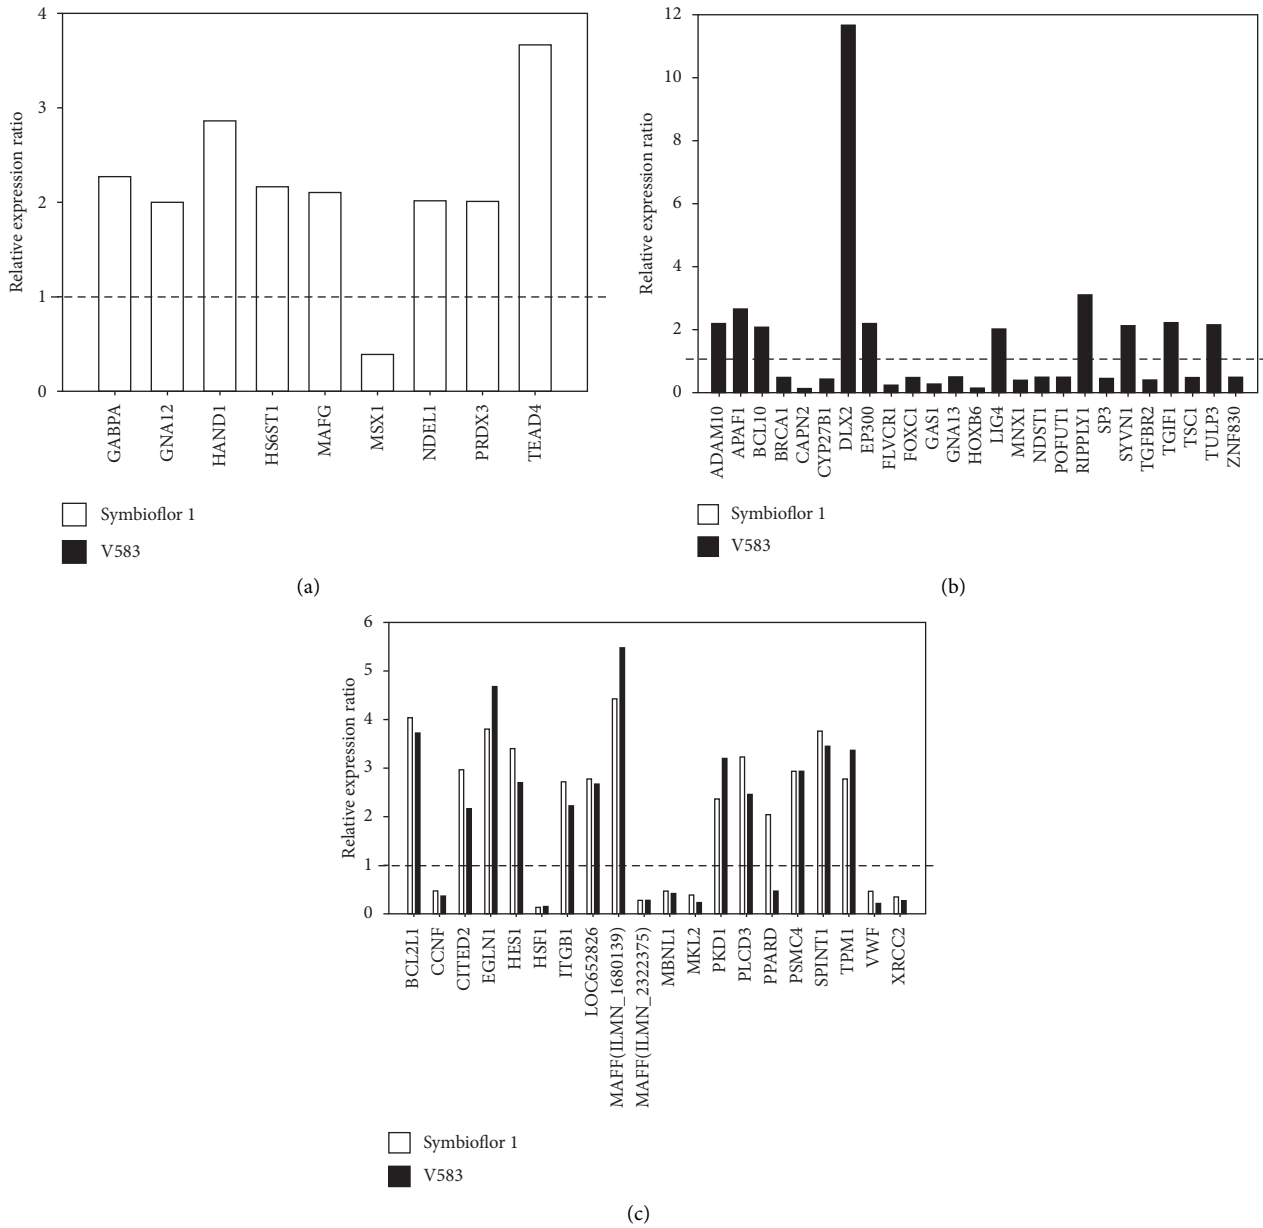 Relative expression ratio
4
3
2
1
0
GABPA
GNA12
HAND1
HS6ST1
MAFG
MSX1
NDEL1
PRDX3
TEAD4
Symbioflor 1
V583
(a)
Relative expression ratio
12
10
8
6
4
2
0
ADAM10
APAF1
BCL10
BRCA1
CAPN2
CYP27B1
DLX2
EP300
FLVCR1
FOXC1
GAS1
GNA13
HOXB6
LIG4
MNX1
NDST1
POFUT1
RIPPLY1
SP3
SYVN1
TGFBR2
TGIF1
TSC1
TULP3
ZNF830
Symbioflor 1
V583
(b)
Relative expression ratio
6
5
4
3
2
1
0
BCL2L1
CCNF
CITED2
EGLN1
HES1
HSF1
ITGB1
LOC652826
MAFF(ILMN_1680139)
MAFF(ILMN_2322375)
MBNL1
MKL2
PKD1
PLCD3
PPARD
PSMC4
SPINT1
TPM1
VWF
XRCC2
Symbioflor 1
V583
(c)